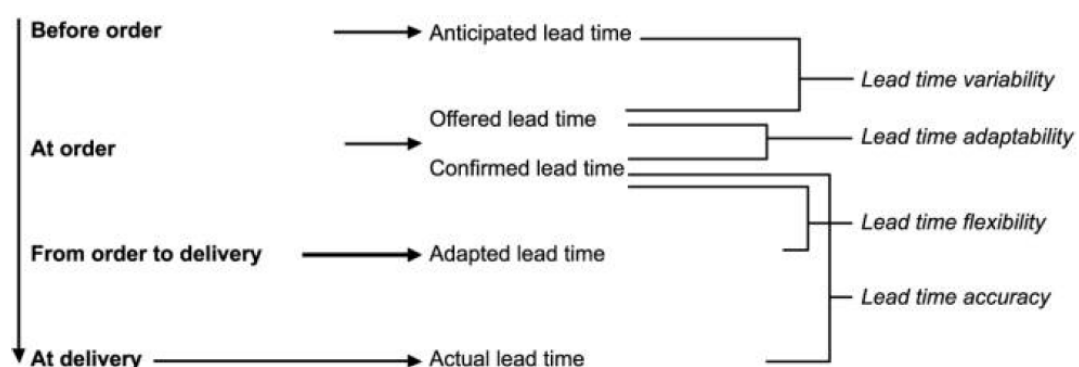 Before order
Anticipated lead time
Lead time variability
Offered lead time
At order
Lead time adaptability
Confirmed lead time
Lead time flexibility
From order to delivery
Adapted lead time
Lead time accuracy
At delivery
Actual lead time